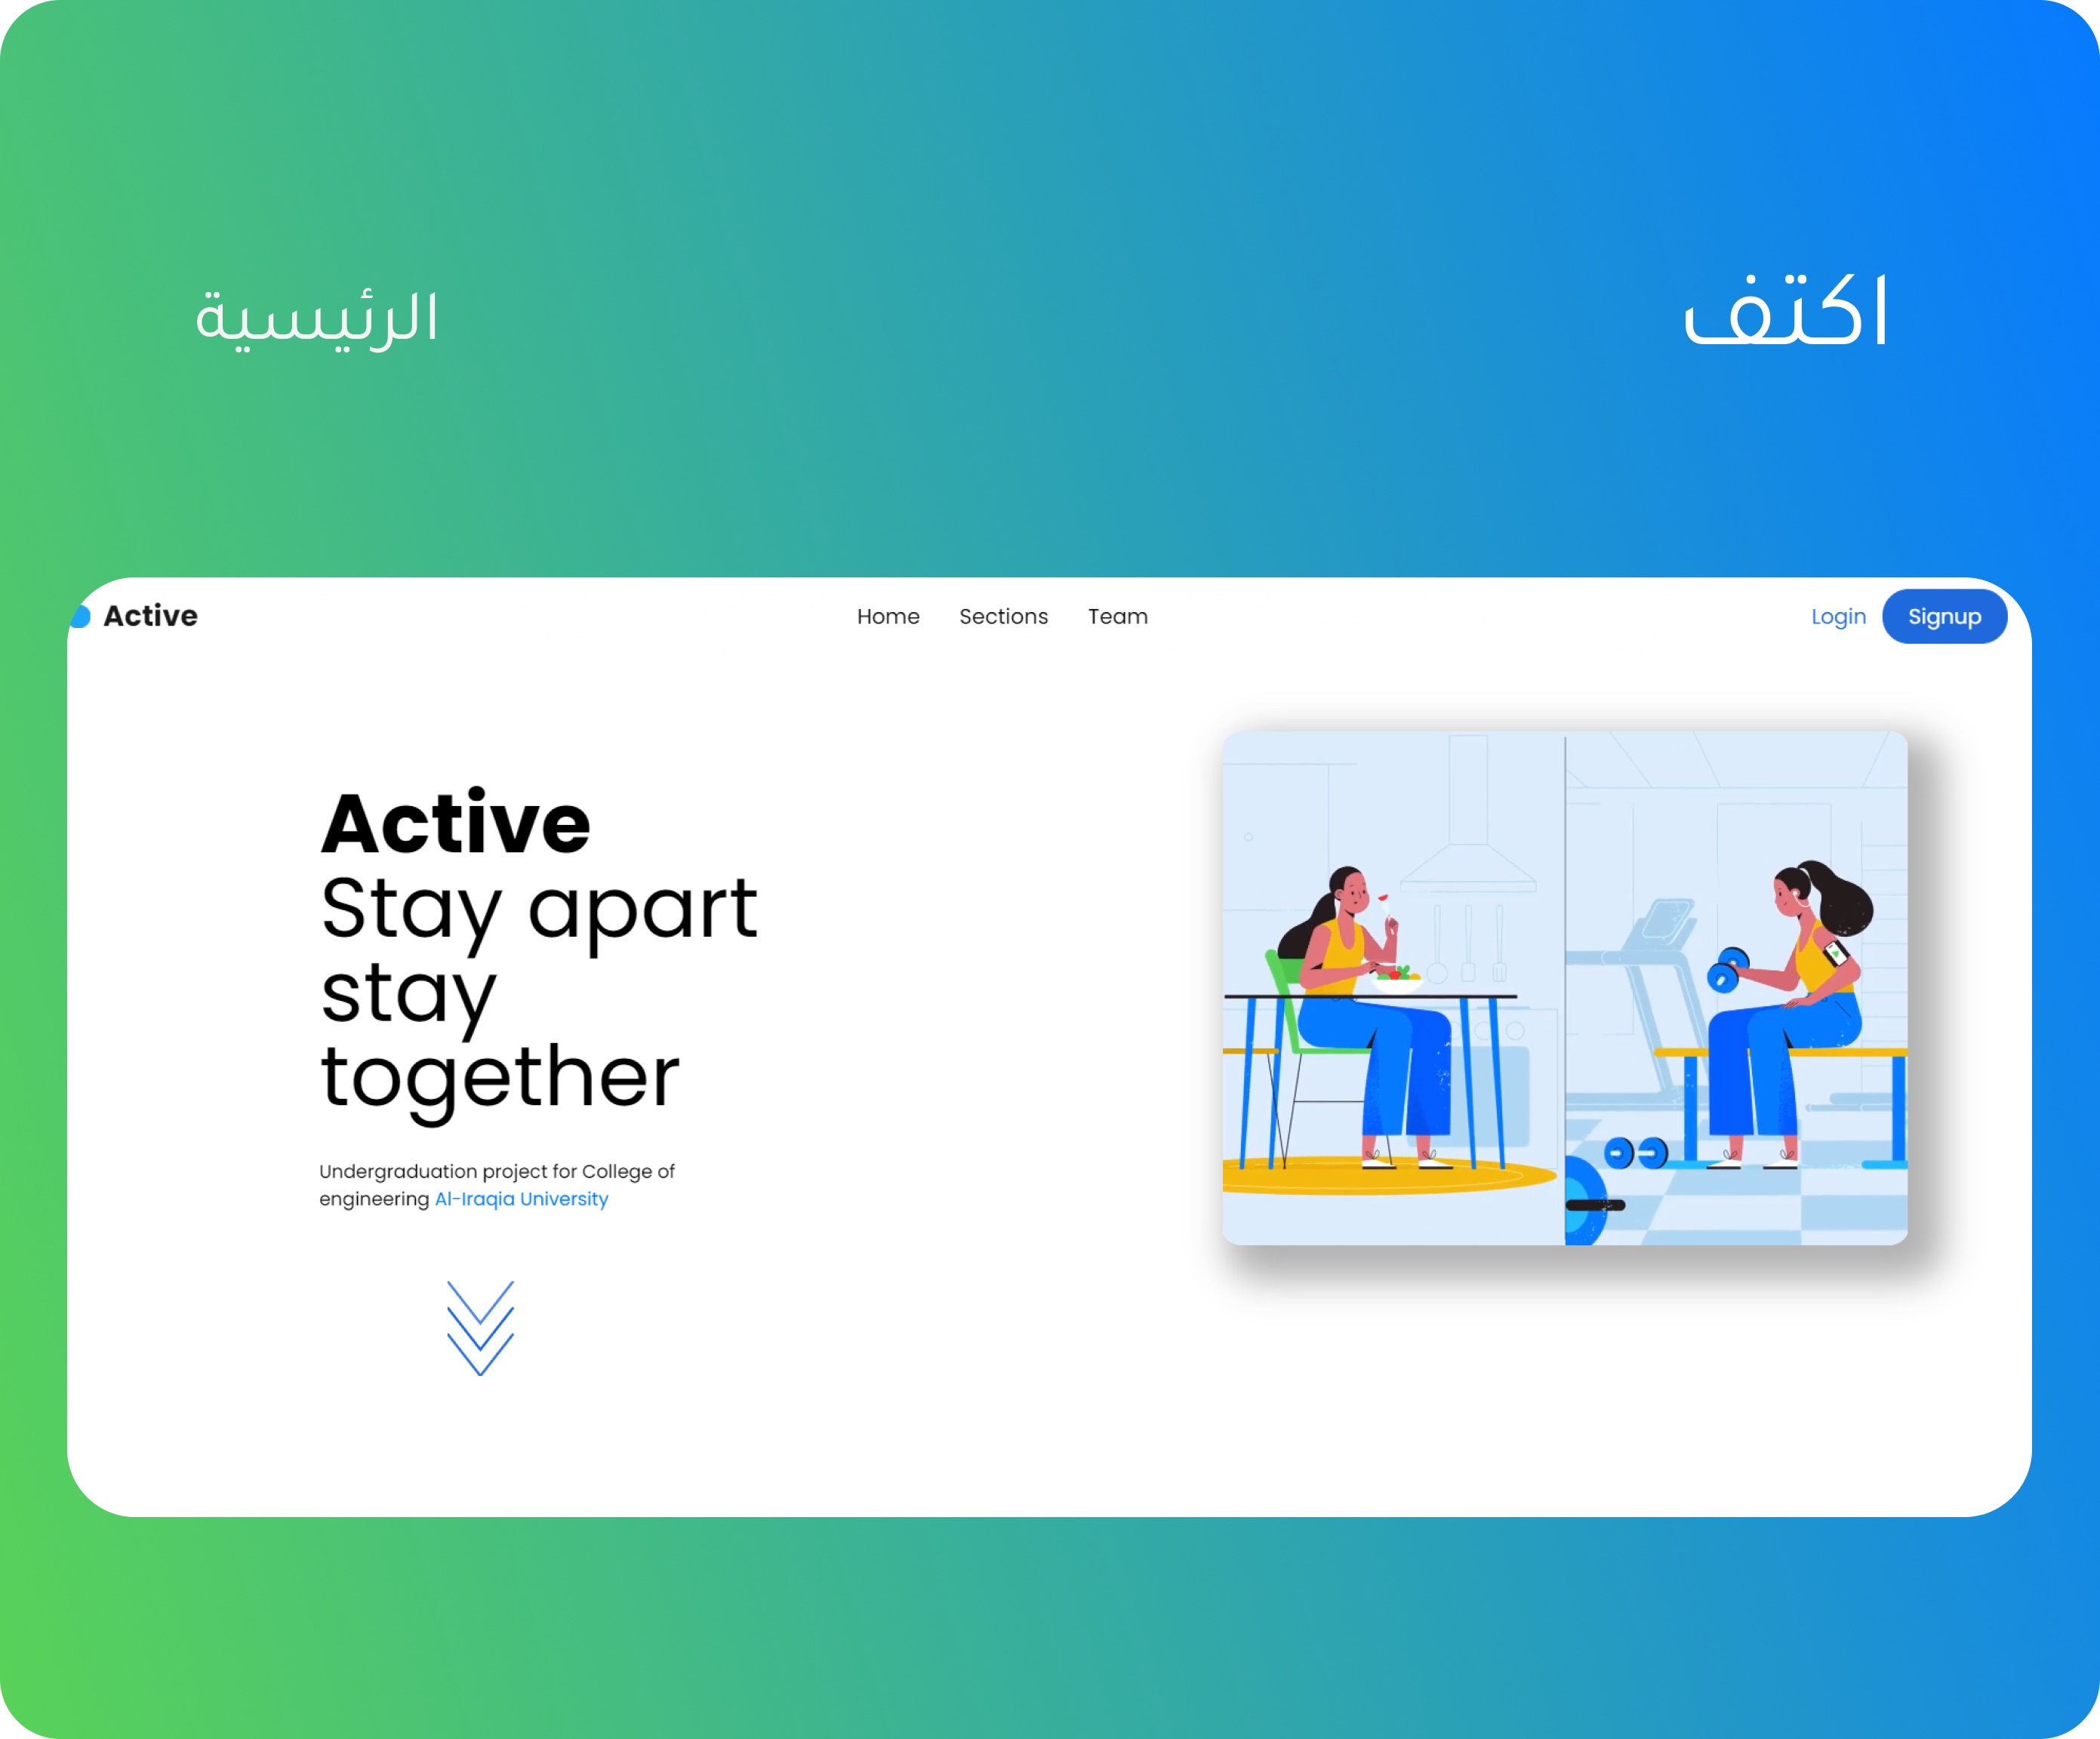 اكتف
الرئيسية
Active
Home
Sections
Team
Login
Signup
Active
Stay apart
stay
together
Undergraduation project for College of
engineering Al-Iraqia University